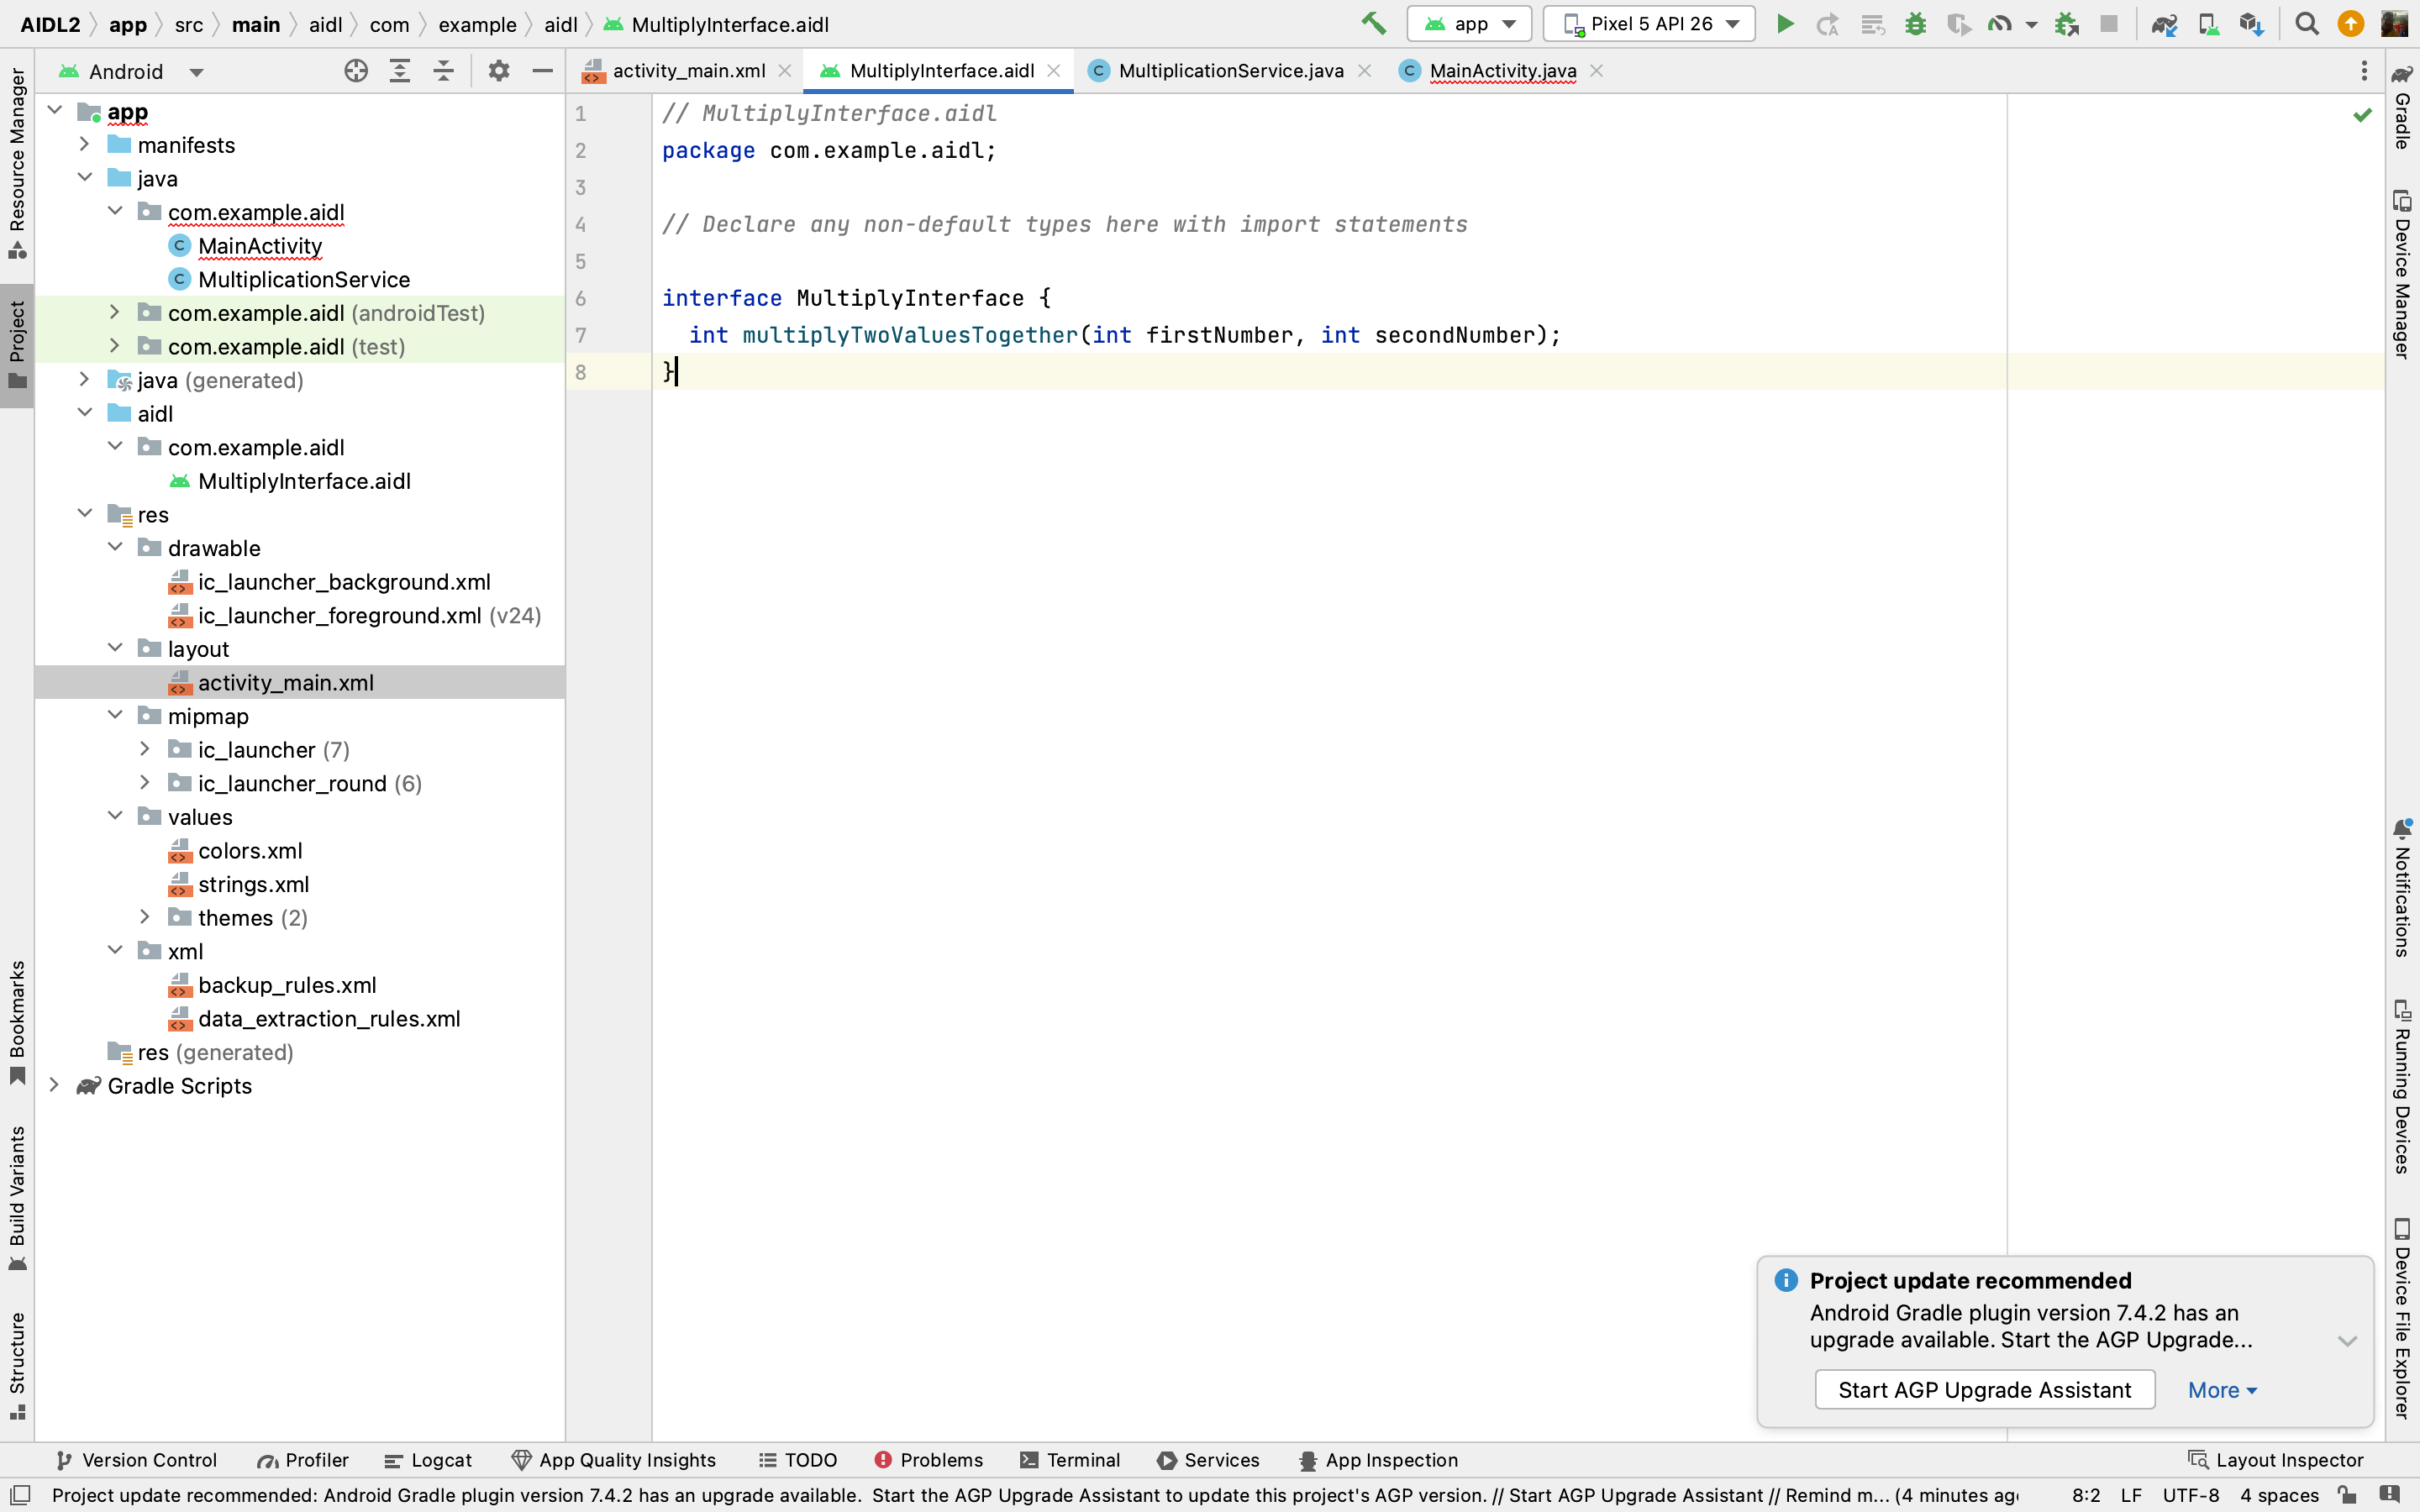 AIDL2 app src main aidl com example aidl MultiplyInterface.aidl app Pixel 5 API 26
Android
activity_main.xml MultiplyInterface.aidl MultiplicationService.java MainActivity.java
Resource Manager
Project
Bookmarks
Build Variants
Structure
app
manifests
java
com.example.aidl
MainActivity
MultiplicationService
com.example.aidl (androidTest)
com.example.aidl (test)
java (generated)
aidl
com.example.aidl
MultiplyInterface.aidl
res
drawable
ic_launcher_background.xml
ic_launcher_foreground.xml (v24)
layout
activity_main.xml
mipmap
ic_launcher (7)
ic_launcher_round (6)
values
colors.xml
strings.xml
themes (2)
xml
backup_rules.xml
data_extraction_rules.xml
res (generated)
Gradle Scripts
1 // MultiplyInterface.aidl
2 package com.example.aidl;
3
4 // Declare any non-default types here with import statements
5
6 interface MultiplyInterface {
7 int multiplyTwoValuesTogether(int firstNumber, int secondNumber);
8 }
Gradle
Device Manager
Notifications
Running Devices
Device File Explorer
Project update recommended
Android Gradle plugin version 7.4.2 has an
upgrade available. Start the AGP Upgrade...
Start AGP Upgrade Assistant More
Version Control Profiler Logcat App Quality Insights TODO Problems Terminal Services App Inspection Layout Inspector
Project update recommended: Android Gradle plugin version 7.4.2 has an upgrade available. Start the AGP Upgrade Assistant to update this project's AGP version. // Start AGP Upgrade Assistant // Remind m... (4 minutes ago 8:2 LF UTF-8 4 spaces